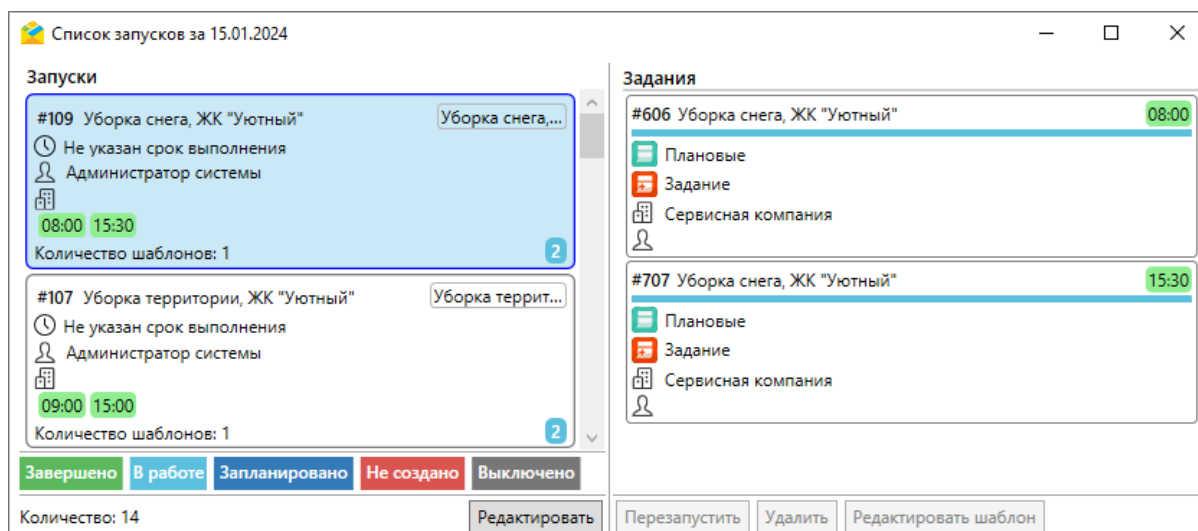 Список запусков за 15.01.2024
Запуски
#109 Уборка снега, ЖК "Уютный" Уборка снега,...
Не указан срок выполнения
Администратор системы
08:00 15:30
Количество шаблонов: 1 2
#107 Уборка территории, ЖК "Уютный" Уборка террит...
Не указан срок выполнения
Администратор системы
09:00 15:00
Количество шаблонов: 1 2
Завершено В работе Запланировано Не создано Выключено
Количество: 14 Редактировать
Задания
#606 Уборка снега, ЖК "Уютный" 08:00
Плановые
Задание
Сервисная компания
#707 Уборка снега, ЖК "Уютный" 15:30
Плановые
Задание
Сервисная компания
Перезапустить Удалить Редактировать шаблон